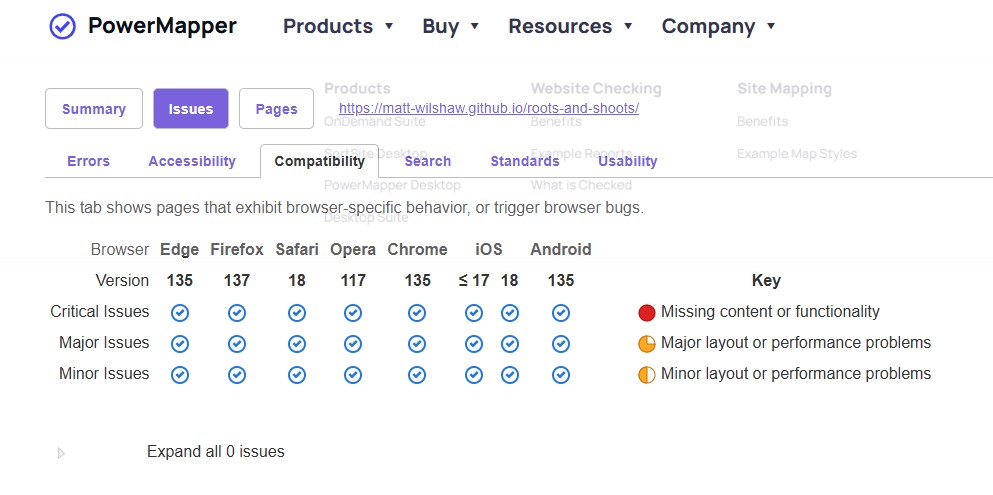 PowerMapper Products Buy Resources Company
Products Website Checking Site Mapping
Summary Issues Pages https://matt-wilshaw.github.io/roots-and-shoots/
OnDemand Suite Benefits Benefits
Errors Accessibility Compatibility Search Standards Usability
SortSite Desktop Example Reports Example Map Styles
PowerMapper Desktop What is Checked
This tab shows pages that exhibit browser-specific behavior, or trigger browser bugs.
Desktop Suite
Browser Edge Firefox Safari Opera Chrome iOS Android
Version 135 137 18 117 135 ≤ 17 18 135 Key
Critical Issues Missing content or functionality
Major Issues Major layout or performance problems
Minor Issues Minor layout or performance problems
Expand all 0 issues